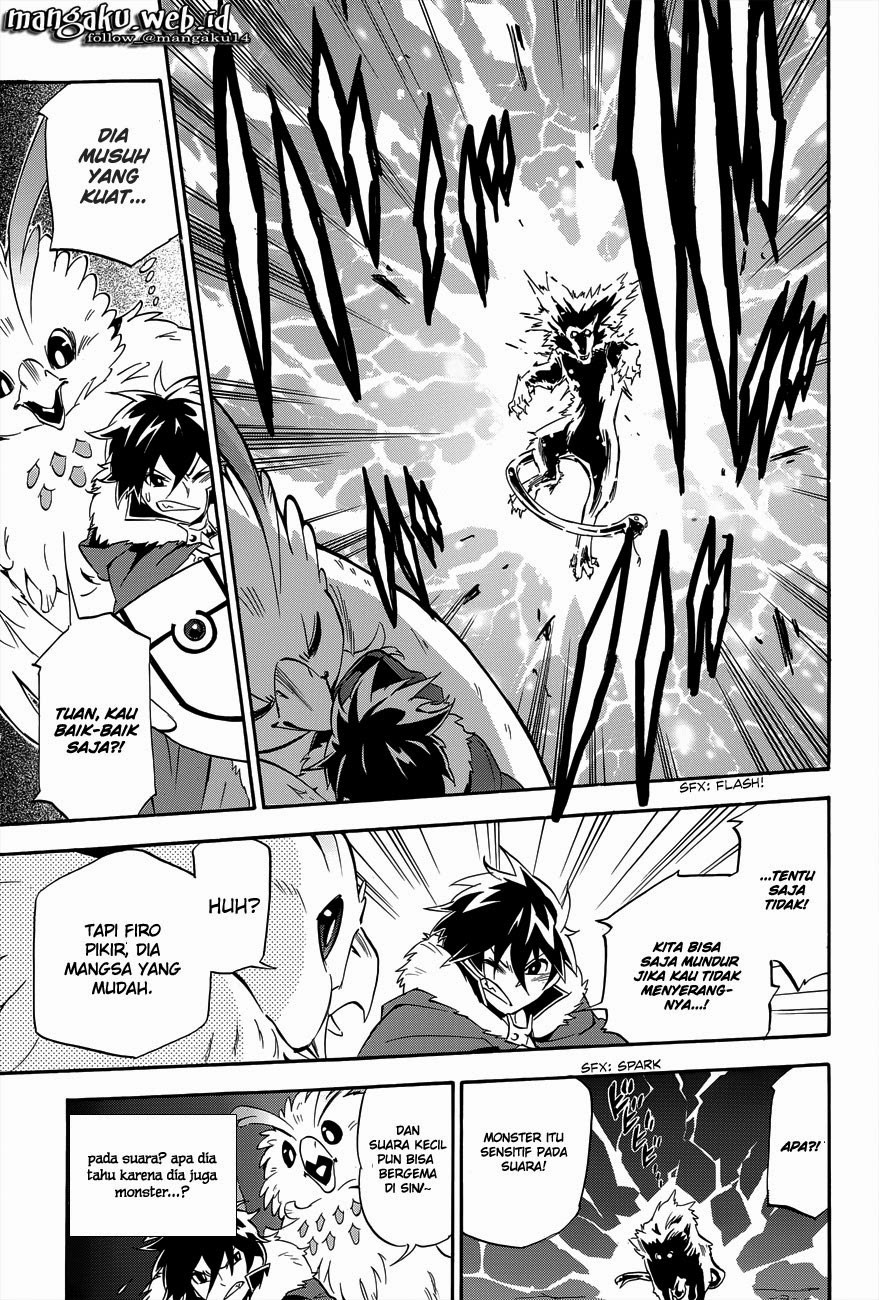 mangaku.web.id
follow @mangaku14
SFX: FLASH!
DIA
MUSUH
YANG
KUAT...
TUAN, KAU
BAIK-BAIK
SAJA?!
...TENTU
SAJA
TIDAK!
KITA BISA
SAJA MUNDUR
JIKA KAU TIDAK
MENYERANG-
NYA...!
HUH?
TAPI FIRO
PIKIR, DIA
MANGSA YANG
MUDAH.
SFX: SPARK
APA?!
MONSTER ITU
SENSITIF PADA
SUARA!
DAN
SUARA KECIL
PUN BISA
BERGEMA
DI SINI~
pada suara? apa dia
tahu karena dia juga
monster...?